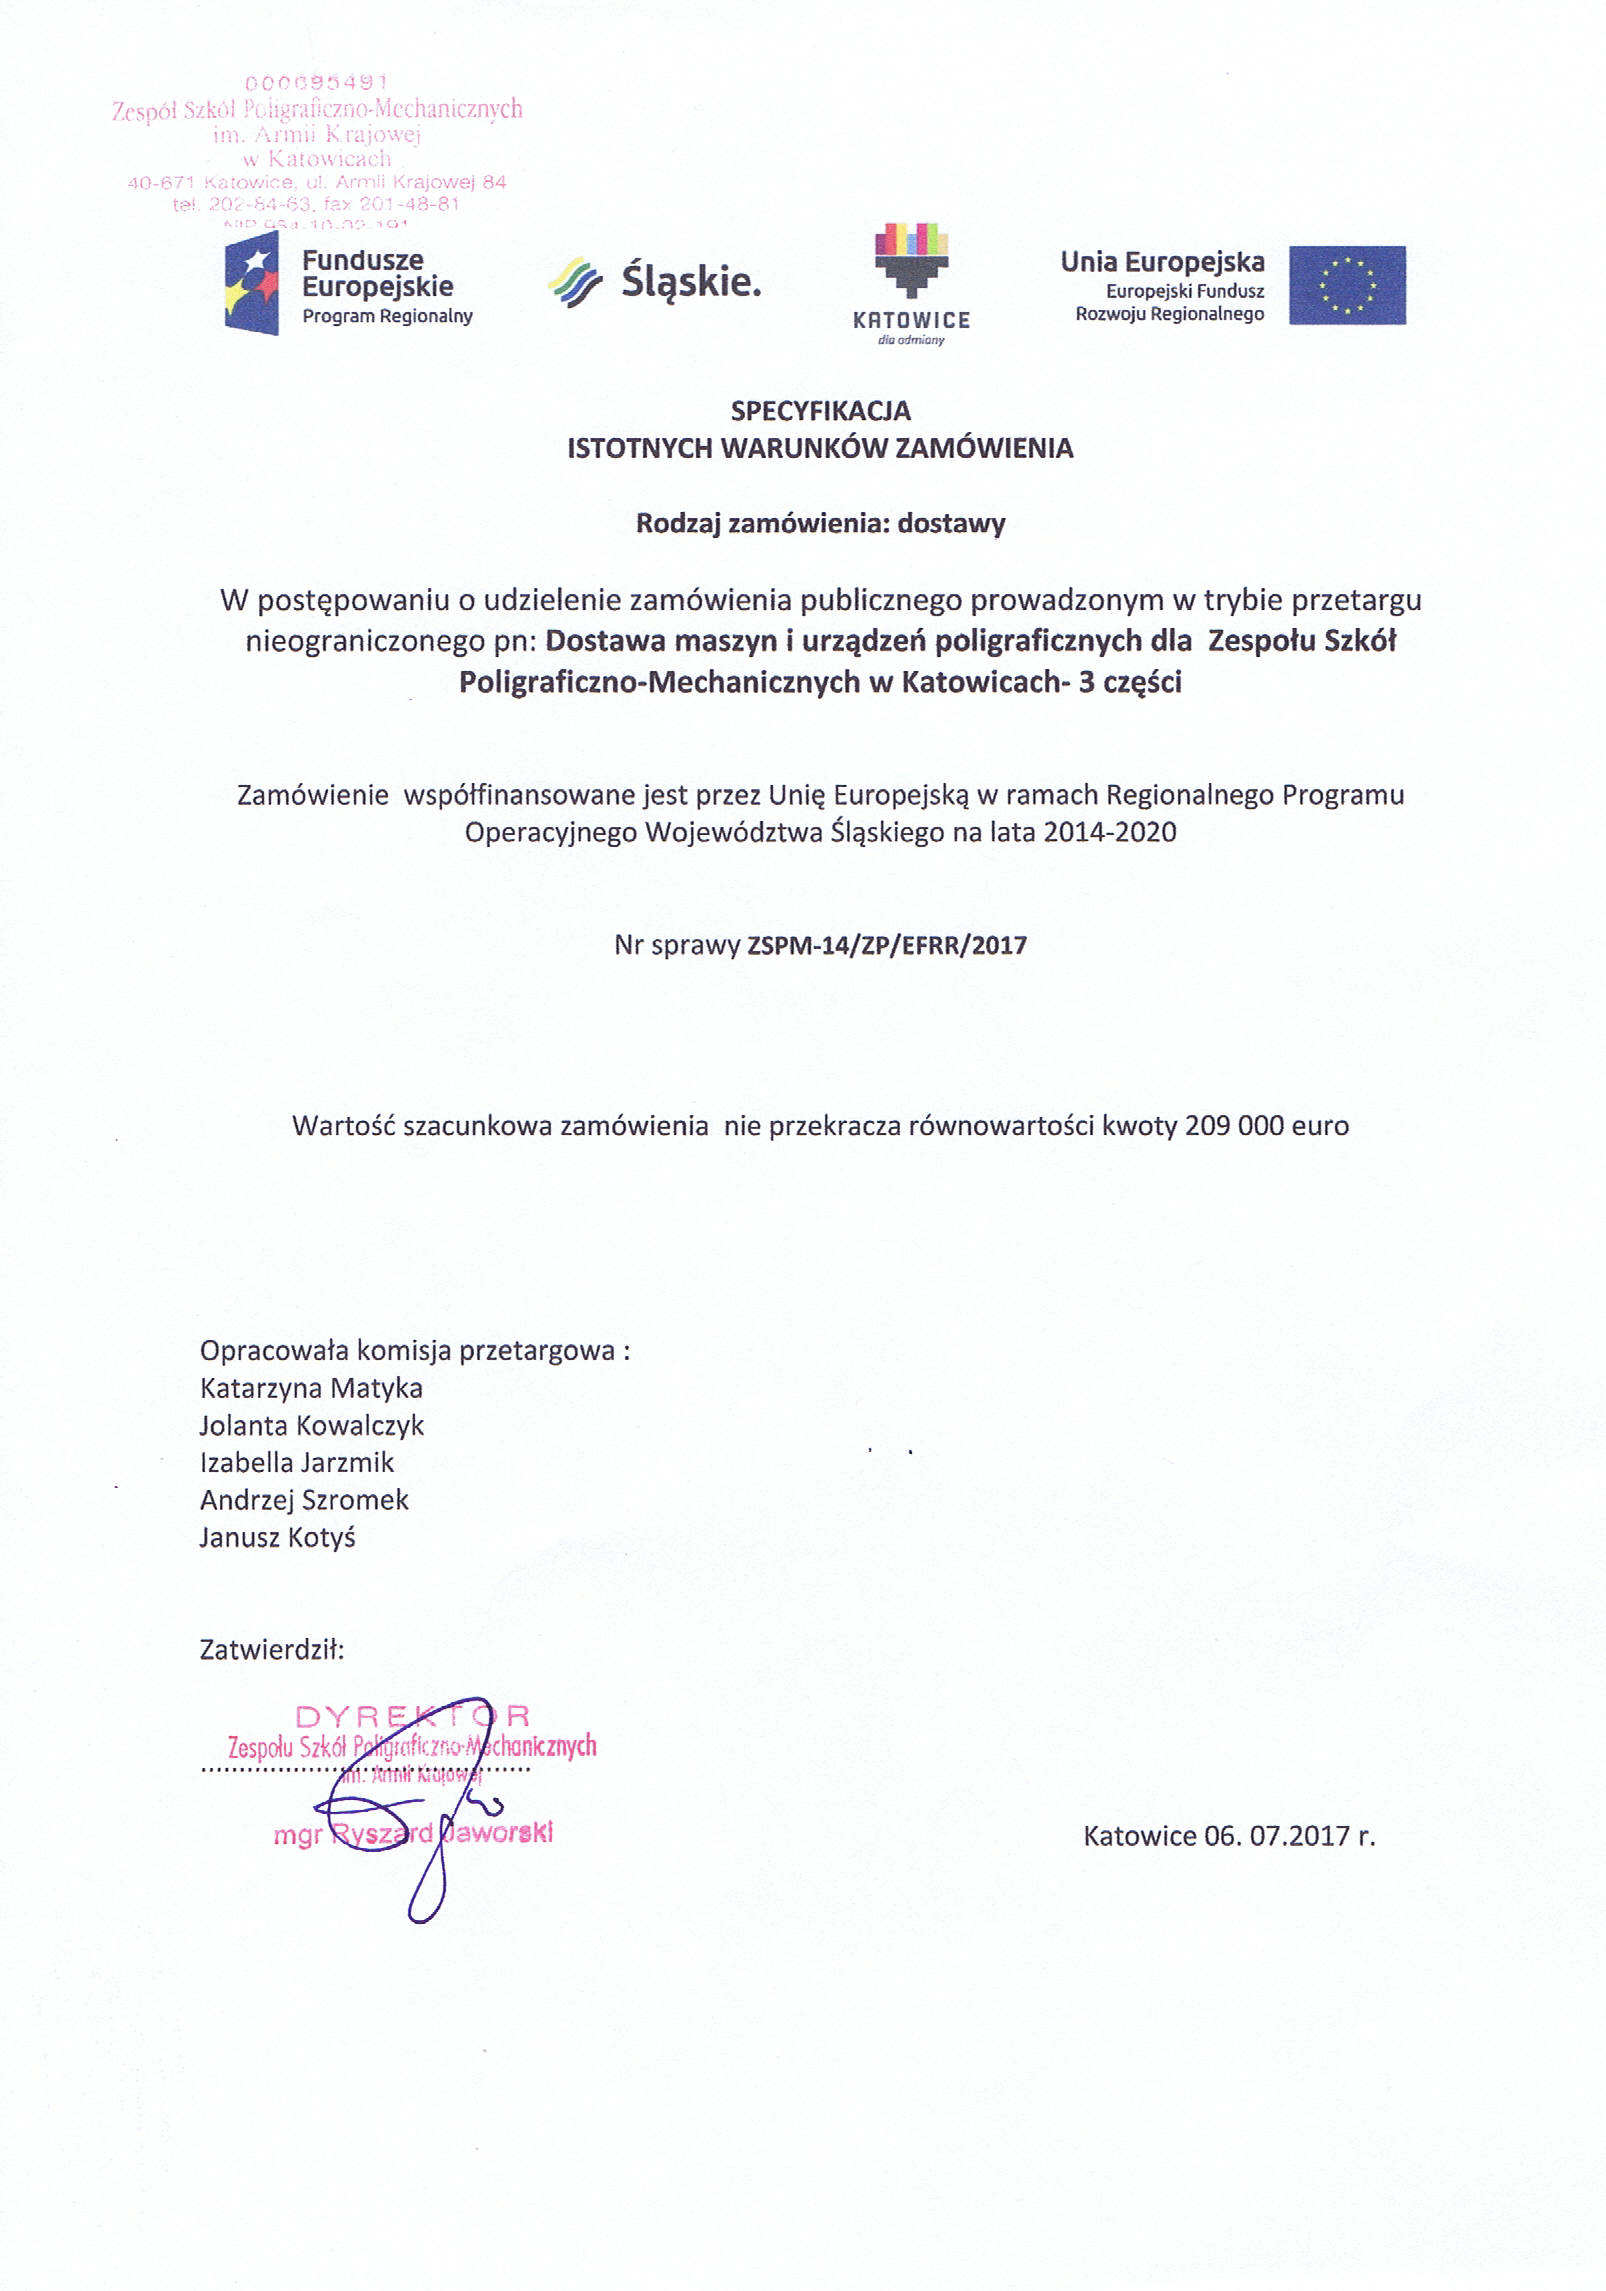 000695491
Zespół Szkół Poligraficzno-Mechanicznych
im. Armii Krajowej
w Katowicach
40-671 Katowice, ul. Armii Krajowej 84
tel. 202-84-63, fax 201-48-81
NIP
Fundusze
Europejskie
Program Regionalny
Śląskie.
KATOWICE
dla odmiany
Unia Europejska
Europejski Fundusz
Rozwoju Regionalnego
SPECYFIKACJA
ISTOTNYCH WARUNKÓW ZAMÓWIENIA
Rodzaj zamówienia: dostawy
W postępowaniu o udzielenie zamówienia publicznego prowadzonym w trybie przetargu
nieograniczonego pn: Dostawa maszyn i urządzeń poligraficznych dla Zespołu Szkół
Poligraficzno-Mechanicznych w Katowicach- 3 części
Zamówienie współfinansowane jest przez Unię Europejską w ramach Regionalnego Programu
Operacyjnego Województwa Śląskiego na lata 2014-2020
Nr sprawy ZSPM-14/ZP/EFRR/2017
Wartość szacunkowa zamówienia nie przekracza równowartości kwoty 209 000 euro
Opracowała komisja przetargowa :
Katarzyna Matyka
Jolanta Kowalczyk
Izabella Jarzmik
Andrzej Szromek
Janusz Kotyś
Zatwierdził:
DYREKTOR
Zespołu Szkół Poligraficzno-Mechanicznych
im. Armii Krajowej
mgr Ryszard Jaworski
Katowice 06. 07.2017 r.